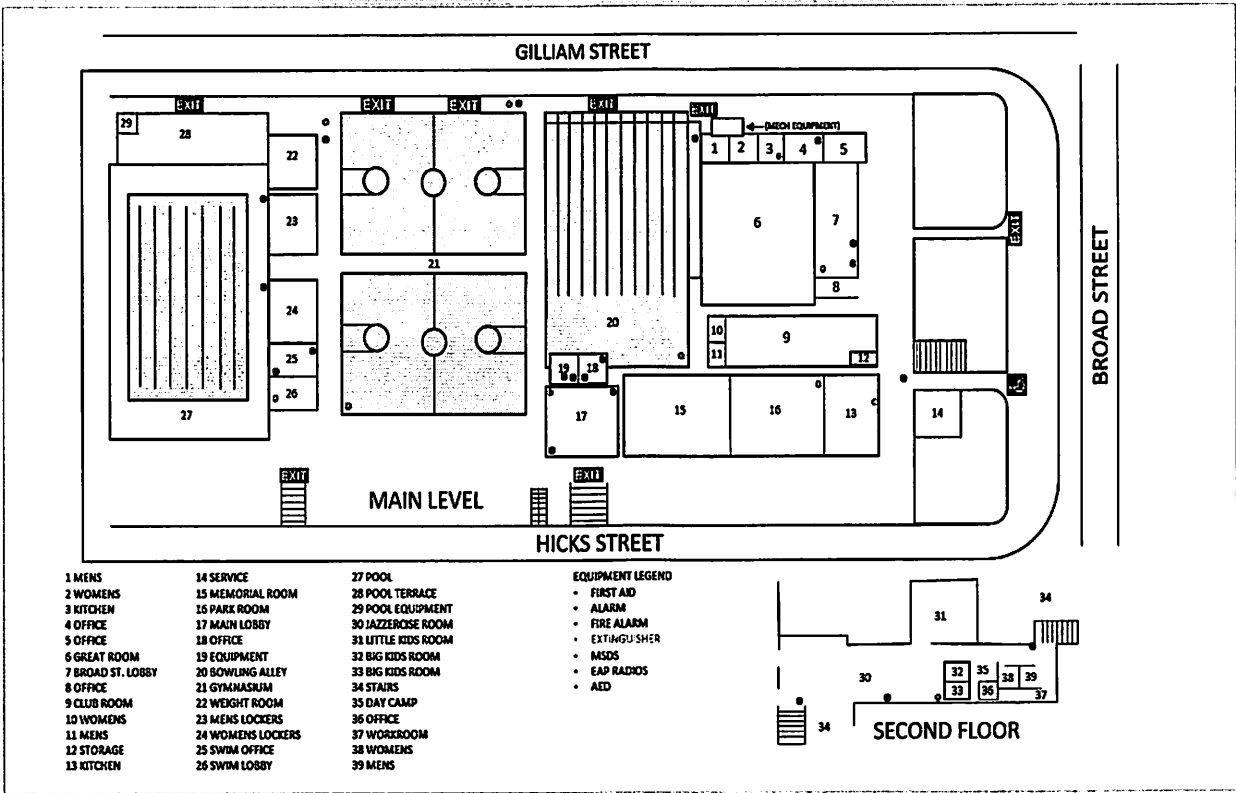 GILLIAM STREET
EXIT
EXIT
EXIT
EXIT
EXIT
(MECH EQUIPMENT)
29
28
22
1
2
3
4
5
23
6
7
EXIT
BROAD STREET
21
8
24
20
9
10
11
12
25
19
18
26
27
17
15
16
13
14
EXIT
EXIT
MAIN LEVEL
HICKS STREET
1 MENS
2 WOMENS
3 KITCHEN
4 OFFICE
5 OFFICE
6 GREAT ROOM
7 BROAD ST. LOBBY
8 OFFICE
9 CLUB ROOM
10 WOMENS
11 MENS
12 STORAGE
13 KITCHEN
14 SERVICE
15 MEMORIAL ROOM
16 PARK ROOM
17 MAIN LOBBY
18 OFFICE
19 EQUIPMENT
20 BOWLING ALLEY
21 GYMNASIUM
22 WEIGHT ROOM
23 MENS LOCKERS
24 WOMENS LOCKERS
25 SWIM OFFICE
26 SWIM LOBBY
27 POOL
28 POOL TERRACE
29 POOL EQUIPMENT
30 JAZZERCISE ROOM
31 LITTLE KIDS ROOM
32 BIG KIDS ROOM
33 BIG KIDS ROOM
34 STAIRS
35 DAY CAMP
36 OFFICE
37 WORKROOM
38 WOMENS
39 MENS
EQUIPMENT LEGEND
• FIRST AID
• ALARM
• FIRE ALARM
• EXTINGUISHER
• MSDS
• EAP RADIOS
• AED
31
34
30
32
35
38
39
33
36
37
34
SECOND FLOOR